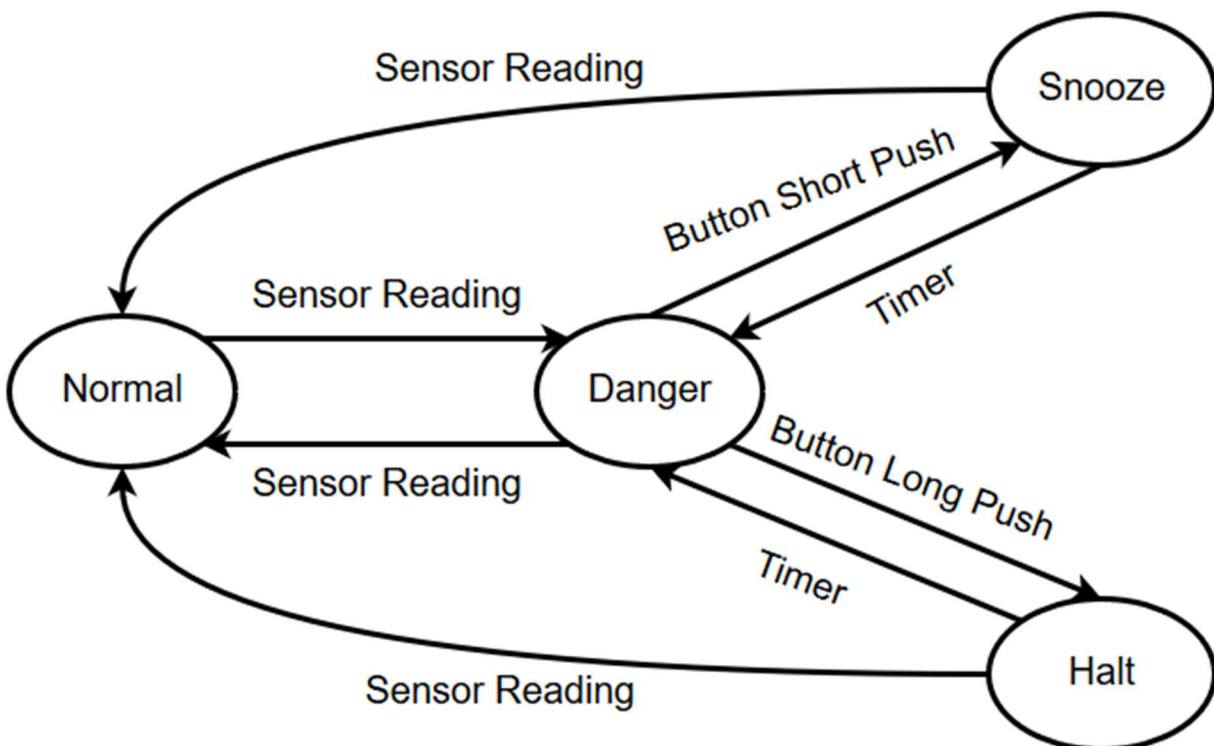 Sensor Reading
Snooze
Button Short Push
Timer
Sensor Reading
Normal
Danger
Sensor Reading
Button Long Push
Timer
Sensor Reading
Halt